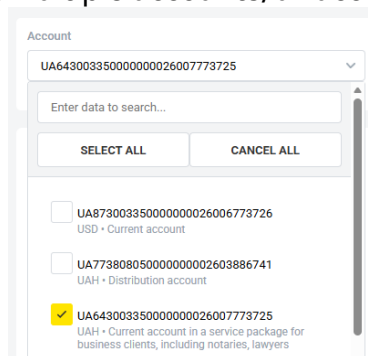 Account
UA643003350000000026007773725
Enter data to search...
SELECT ALL
CANCEL ALL
UA873003350000000026006773726
USD • Current account
UA773808050000000002603886741
UAH • Distribution account
UA643003350000000026007773725
UAH • Current account in a service package for
business clients, including notaries, lawyers